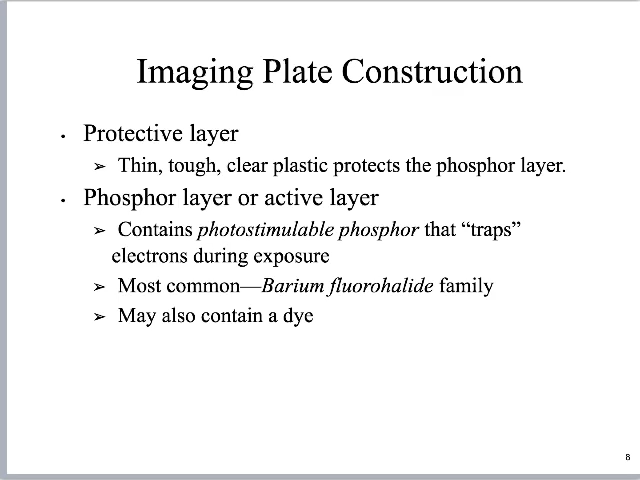 Imaging Plate Construction
• Protective layer
➢ Thin, tough, clear plastic protects the phosphor layer.
• Phosphor layer or active layer
➢ Contains photostimulable phosphor that “traps”
electrons during exposure
➢ Most common—Barium fluorohalide family
➢ May also contain a dye
8